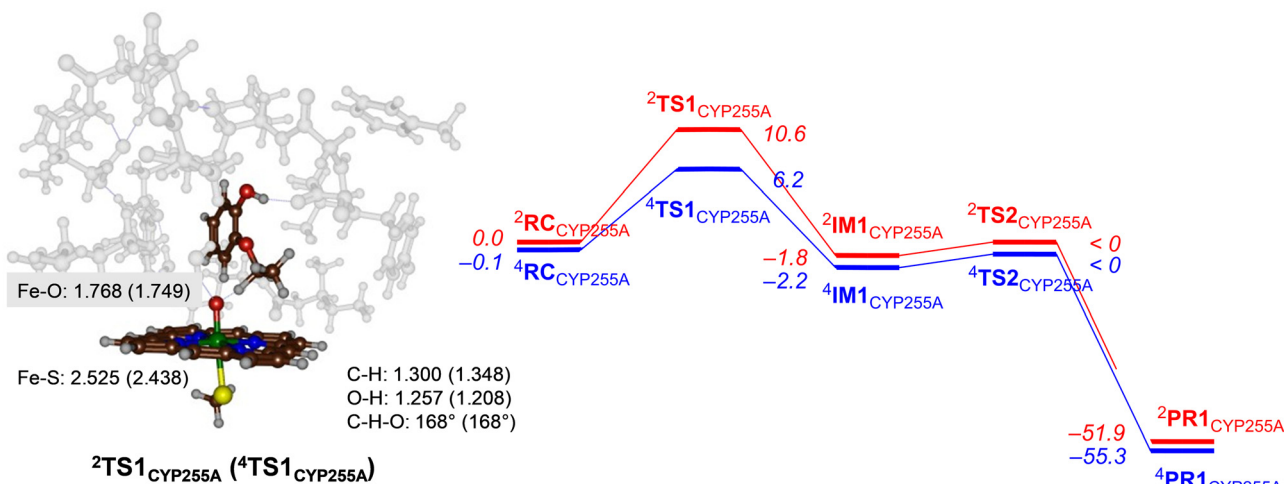 Fe-O: 1.768 (1.749)
Fe-S: 2.525 (2.438)
C-H: 1.300 (1.348)
O-H: 1.257 (1.208)
C-H-O: 168° (168°)
²TS1CYP255A (⁴TS1CYP255A)
²TS1CYP255A
10.6
6.2
⁴TS1CYP255A
²RCCYP255A
0.0
−0.1
⁴RCCYP255A
²IM1CYP255A
−1.8
−2.2
⁴IM1CYP255A
²TS2CYP255A
< 0
< 0
⁴TS2CYP255A
²PR1CYP255A
−51.9
−55.3
⁴PR1CYP255A